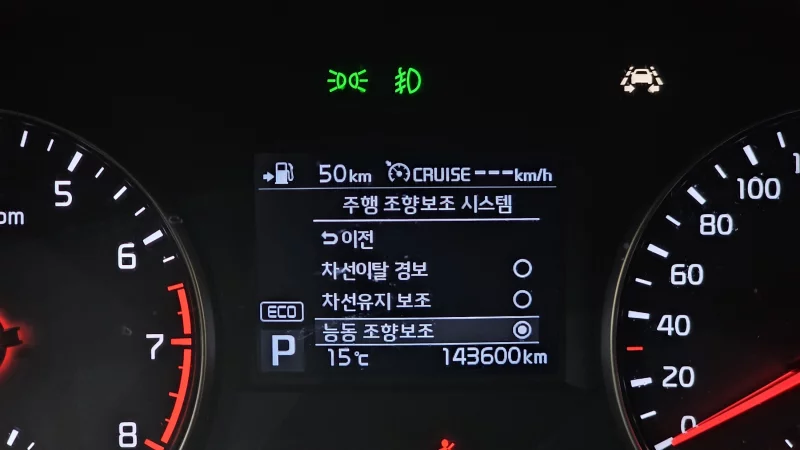 50km CRUISE ---km/h
주행 조향보조 시스템
이전
차선이탈 경보
차선유지 보조
능동 조향보조
ECO
P
15℃ 143600km
5
6
7
8
100
80
60
40
20
0